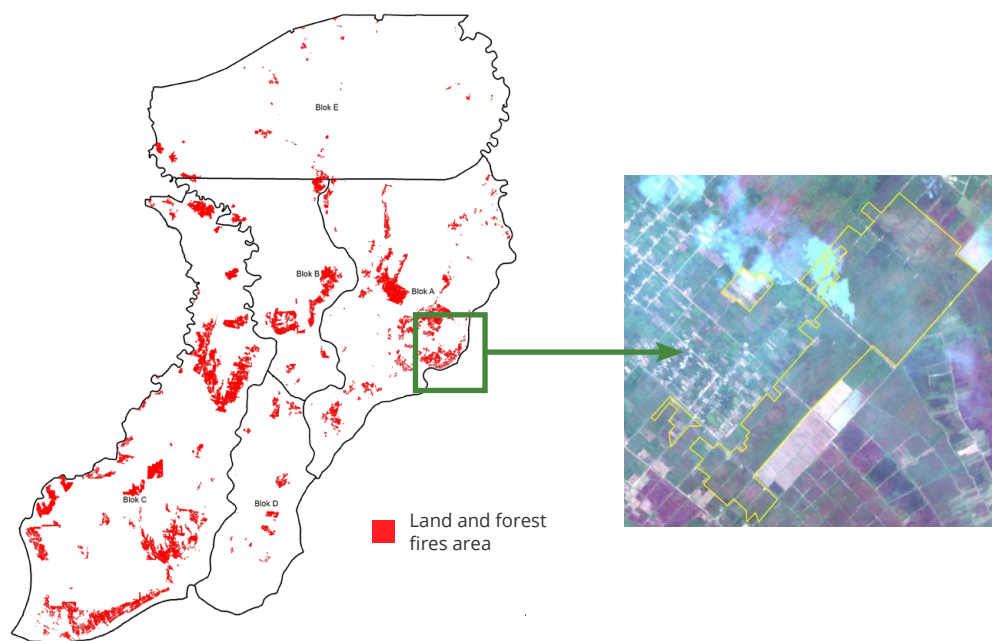 Blok E
Blok B
Blok A
Blok C
Blok D
Land and forest
fires area